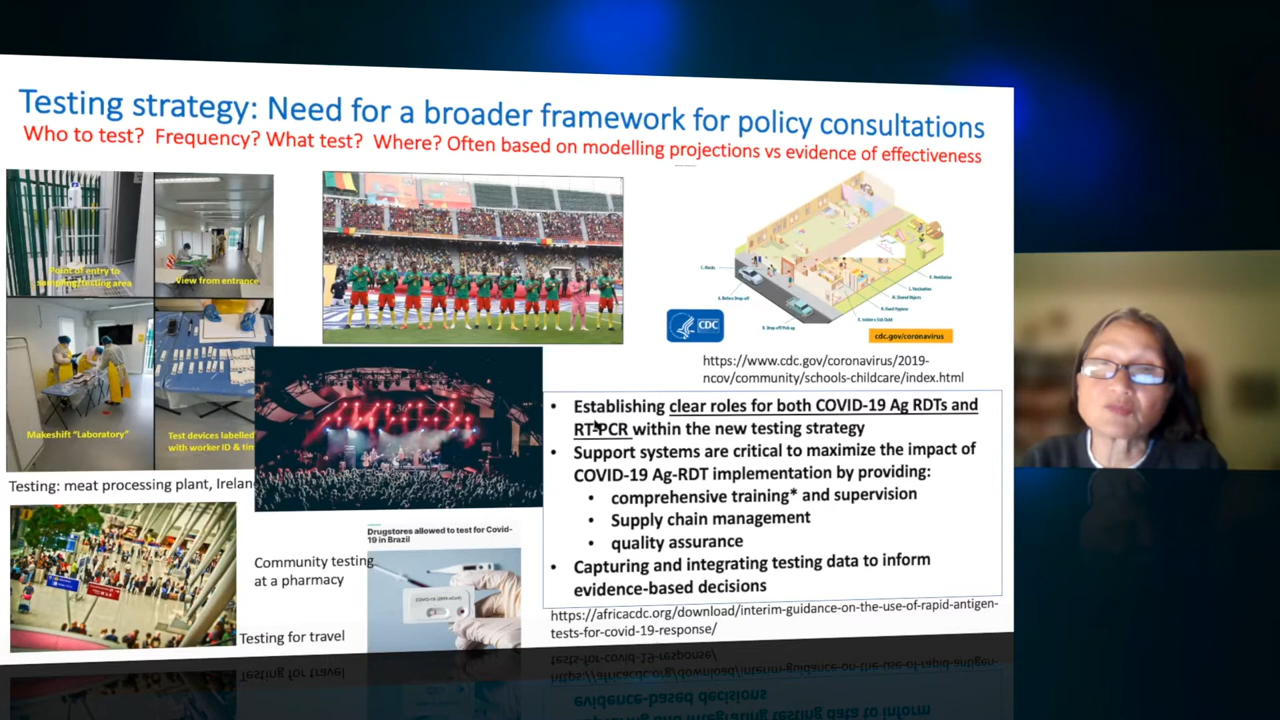 Testing strategy: Need for a broader framework for policy consultations
Who to test? Frequency? What test? Where? Often based on modelling projections vs evidence of effectiveness
Point of entry to
sampling/testing area
View from entrance
Makeshift "Laboratory"
Test devices labelled
with worker ID & tim
Testing: meat processing plant, Irelan
CDC
cdc.gov/coronavirus
https://www.cdc.gov/coronavirus/2019-
ncov/community/schools-childcare/index.html
• Establishing clear roles for both COVID-19 Ag RDTs and
RT-PCR within the new testing strategy
• Support systems are critical to maximize the impact of
COVID-19 Ag-RDT implementation by providing:
• comprehensive training* and supervision
• Supply chain management
• quality assurance
• Capturing and integrating testing data to inform
evidence-based decisions
https://africacdc.org/download/interim-guidance-on-the-use-of-rapid-antigen-
tests-for-covid-19-response/
Drugstores allowed to test for Covid-
19 in Brazil
Community testing
at a pharmacy
Testing for travel